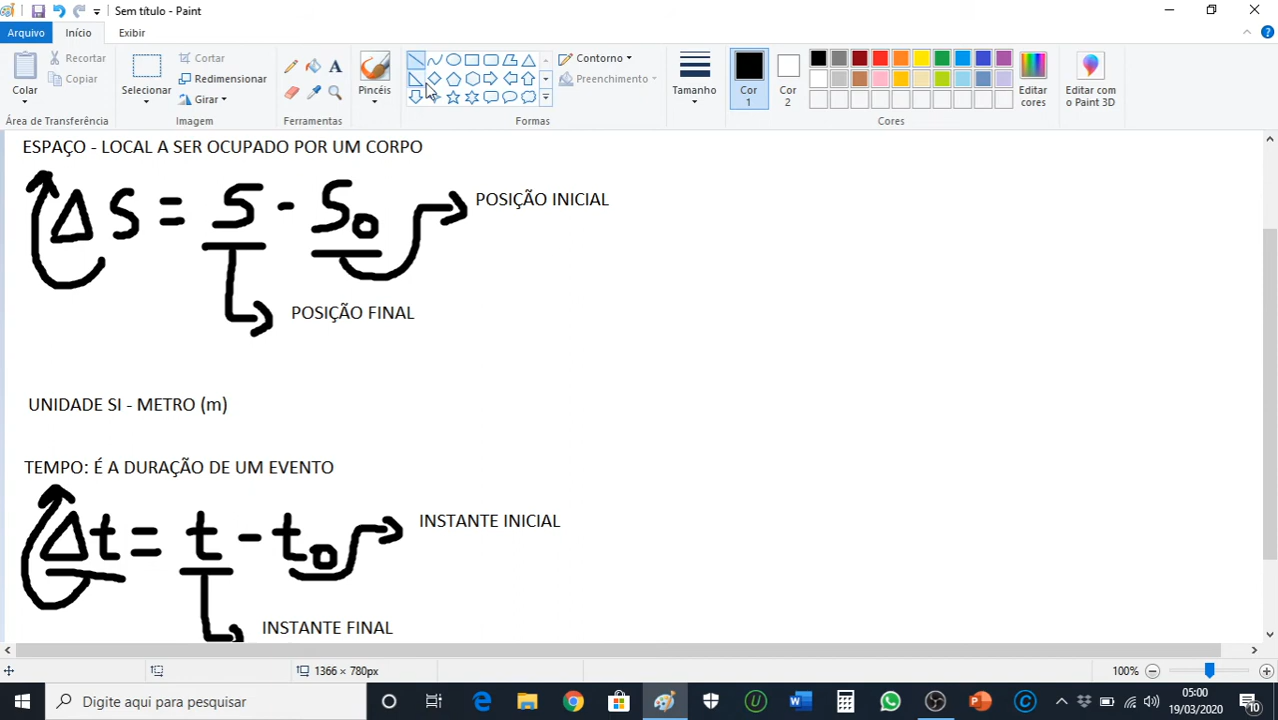 Sem título - Paint
Arquivo Início Exibir
Colar
Recortar
Copiar
Área de Transferência
Selecionar
Cortar
Redimensionar
Girar
Imagem
Ferramentas
Pincéis
Contorno
Preenchimento
Formas
Tamanho
Cor 1
Cor 2
Cores
Editar cores
Editar com o Paint 3D
ESPAÇO - LOCAL A SER OCUPADO POR UM CORPO
ΔS = S - So
POSIÇÃO INICIAL
POSIÇÃO FINAL
UNIDADE SI - METRO (m)
TEMPO: É A DURAÇÃO DE UM EVENTO
Δt = t - to
INSTANTE INICIAL
INSTANTE FINAL
1366 × 780px
100%
Digite aqui para pesquisar
05:00
19/03/2020
10